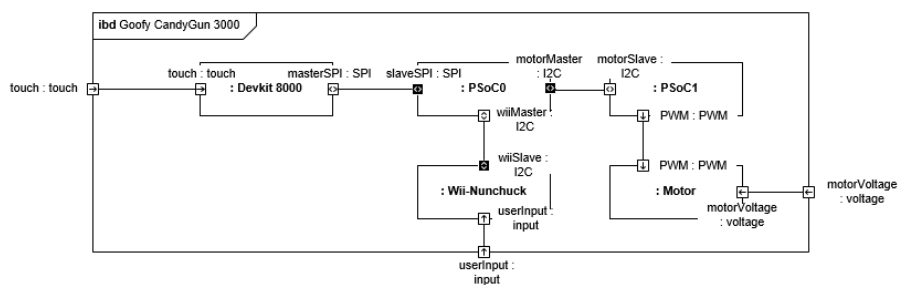 ibd Goofy CandyGun 3000
touch : touch
touch : touch
masterSPI : SPI
slaveSPI : SPI
motorMaster
: I2C
motorSlave :
I2C
: Devkit 8000
: PSoC0
: PSoC1
wiiMaster :
I2C
PWM : PWM
wiiSlave :
I2C
PWM : PWM
: Wii-Nunchuck
: Motor
motorVoltage
: voltage
userInput :
input
motorVoltage
: voltage
userInput :
input